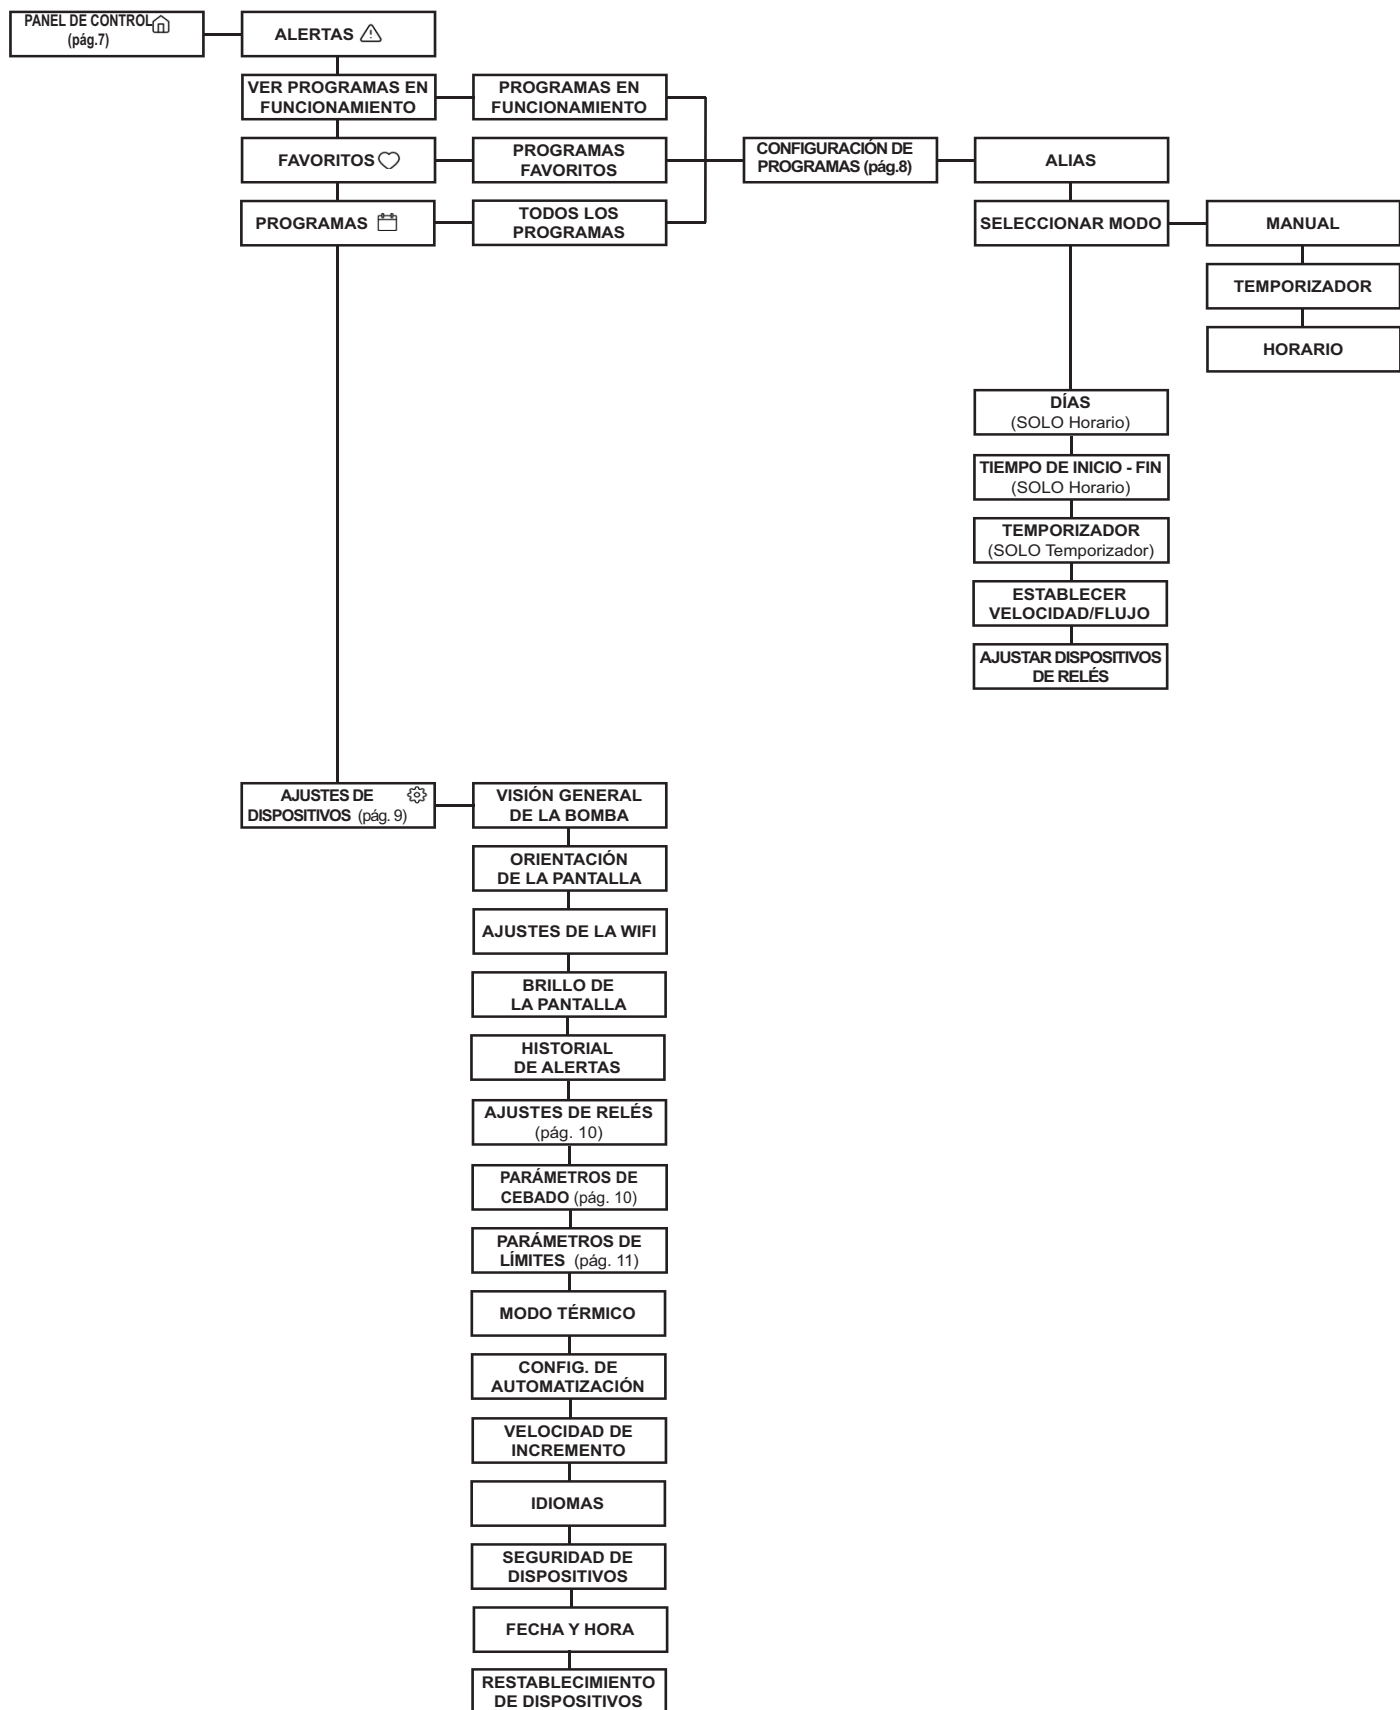 PANEL DE CONTROL
(pág.7)
ALERTAS
VER PROGRAMAS EN
FUNCIONAMIENTO
PROGRAMAS EN
FUNCIONAMIENTO
FAVORITOS
PROGRAMAS
FAVORITOS
CONFIGURACIÓN DE
PROGRAMAS (pág.8)
ALIAS
PROGRAMAS
TODOS LOS
PROGRAMAS
SELECCIONAR MODO
MANUAL
TEMPORIZADOR
HORARIO
DÍAS
(SOLO Horario)
TIEMPO DE INICIO - FIN
(SOLO Horario)
TEMPORIZADOR
(SOLO Temporizador)
ESTABLECER
VELOCIDAD/FLUJO
AJUSTAR DISPOSITIVOS
DE RELÉS
AJUSTES DE
DISPOSITIVOS (pág. 9)
VISIÓN GENERAL
DE LA BOMBA
ORIENTACIÓN
DE LA PANTALLA
AJUSTES DE LA WIFI
BRILLO DE
LA PANTALLA
HISTORIAL
DE ALERTAS
AJUSTES DE RELÉS
(pág. 10)
PARÁMETROS DE
CEBADO (pág. 10)
PARÁMETROS DE
LÍMITES (pág. 11)
MODO TÉRMICO
CONFIG. DE
AUTOMATIZACIÓN
VELOCIDAD DE
INCREMENTO
IDIOMAS
SEGURIDAD DE
DISPOSITIVOS
FECHA Y HORA
RESTABLECIMIENTO
DE DISPOSITIVOS